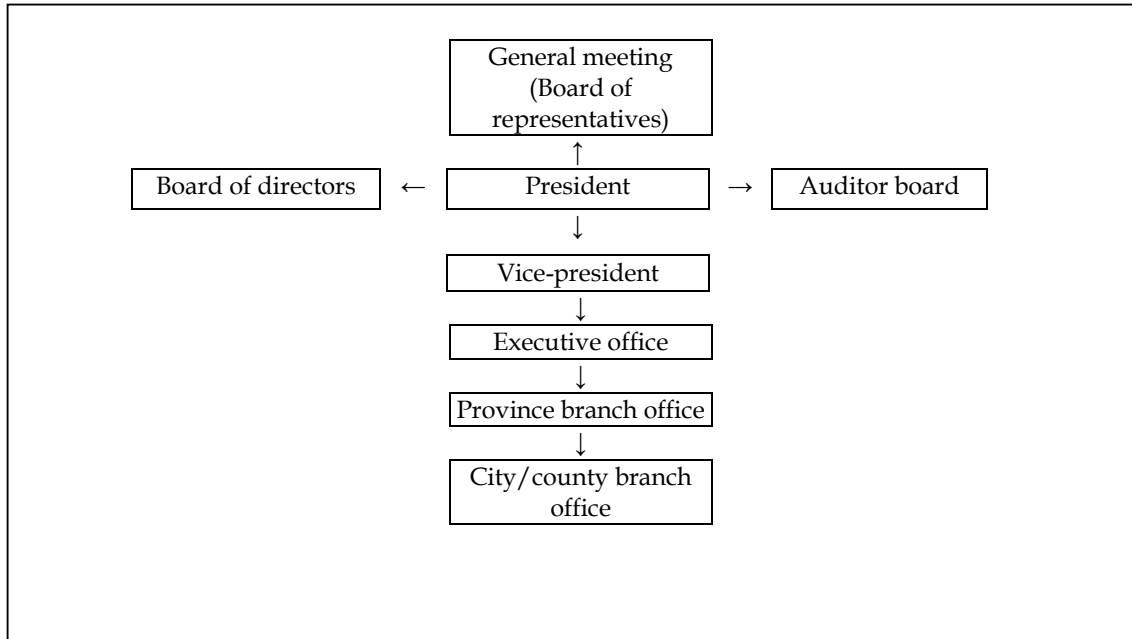 General meeting
(Board of
representatives)
↑
Board of directors ← President → Auditor board
↓
Vice-president
↓
Executive office
↓
Province branch office
↓
City/county branch
office